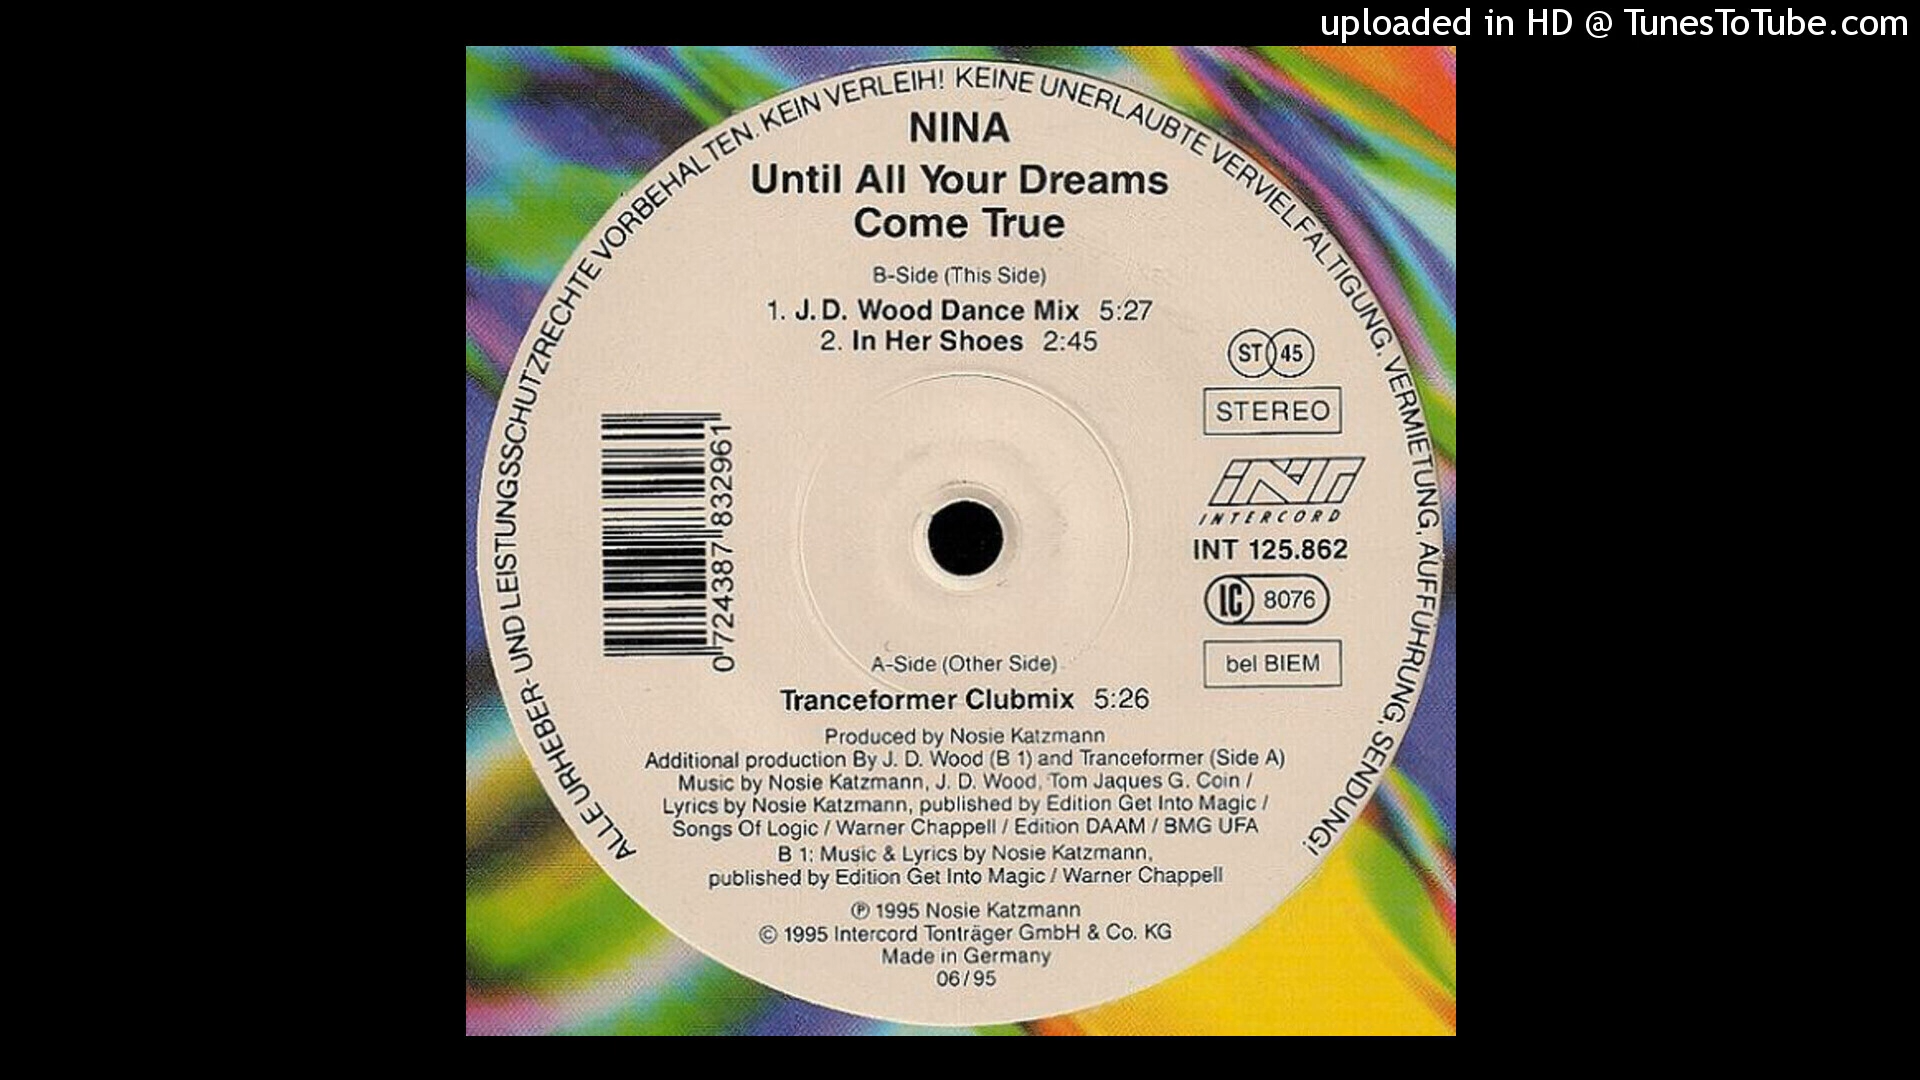 uploaded in HD @ TunesToTube.com
ALLE URHEBER- UND LEISTUNGSSCHUTZRECHTE VORBEHALTEN. KEIN VERLEIH! KEINE UNERLAUBTE VERVIELFÄLTIGUNG, VERMIETUNG, AUFFÜHRUNG, SENDUNG!
NINA
Until All Your Dreams
Come True
B-Side (This Side)
1. J. D. Wood Dance Mix 5:27
2. In Her Shoes 2:45
ST 45
STEREO
INT
INTERCORD
INT 125.862
LC 8076
bel BIEM
0 724387 832961
A-Side (Other Side)
Tranceformer Clubmix 5:26
Produced by Nosie Katzmann
Additional production By J. D. Wood (B 1) and Tranceformer (Side A)
Music by Nosie Katzmann, J. D. Wood, Tom Jaques G. Coin /
Lyrics by Nosie Katzmann, published by Edition Get Into Magic /
Songs Of Logic / Warner Chappell / Edition DAAM / BMG UFA
B 1: Music & Lyrics by Nosie Katzmann,
published by Edition Get Into Magic / Warner Chappell
℗ 1995 Nosie Katzmann
© 1995 Intercord Tonträger GmbH & Co. KG
Made in Germany
06/95